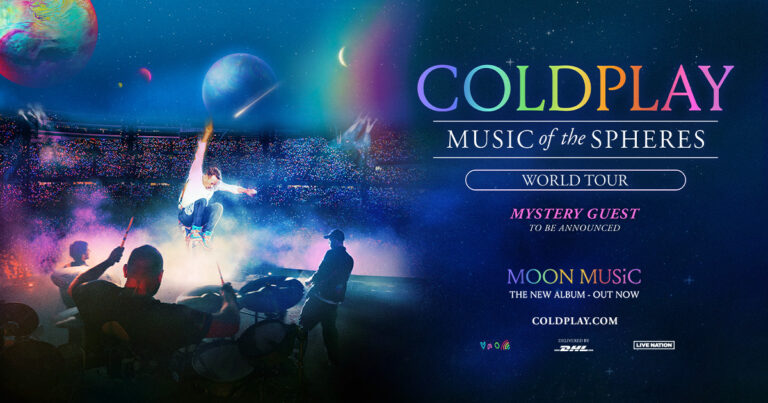 COLDPLAY
MUSIC of the SPHERES
WORLD TOUR
MYSTERY GUEST
TO BE ANNOUNCED
MOON MUSiC
THE NEW ALBUM - OUT NOW
COLDPLAY.COM
DELIVERED BY
DHL
LIVE NATION